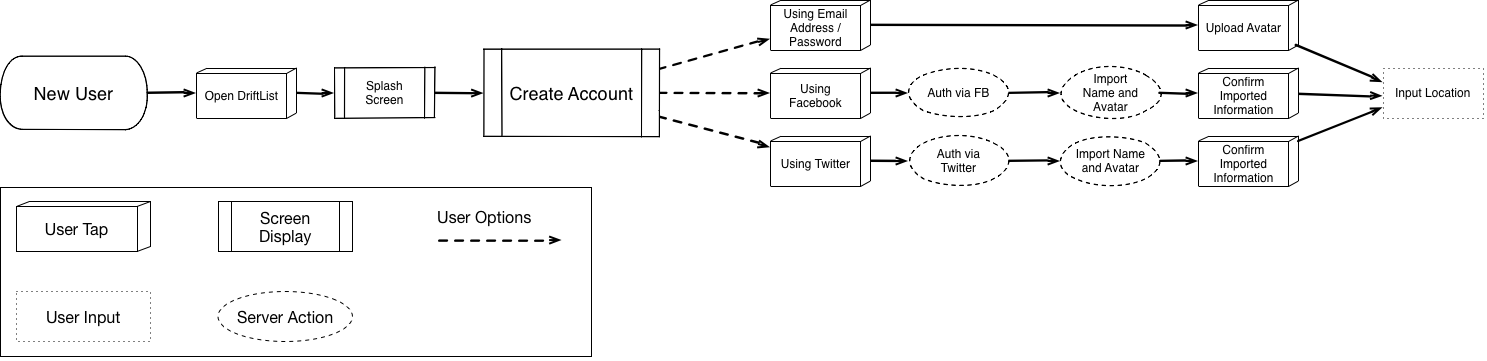 New User
Open DriftList
Splash
Screen
Create Account
Using Email
Address /
Password
Upload Avatar
Using
Facebook
Auth via FB
Import
Name and
Avatar
Confirm
Imported
Information
Input Location
Using Twitter
Auth via
Twitter
Import Name
and Avatar
Confirm
Imported
Information
User Tap
Screen
Display
User Options
User Input
Server Action